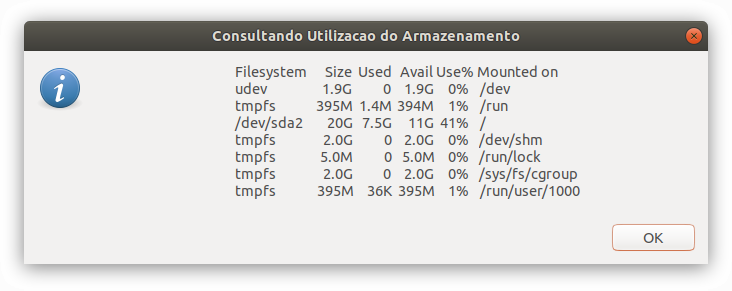 Consultando Utilizacao do Armazenamento
Filesystem Size Used Avail Use% Mounted on
udev 1.9G 0 1.9G 0% /dev
tmpfs 395M 1.4M 394M 1% /run
/dev/sda2 20G 7.5G 11G 41% /
tmpfs 2.0G 0 2.0G 0% /dev/shm
tmpfs 5.0M 0 5.0M 0% /run/lock
tmpfs 2.0G 0 2.0G 0% /sys/fs/cgroup
tmpfs 395M 36K 395M 1% /run/user/1000
OK